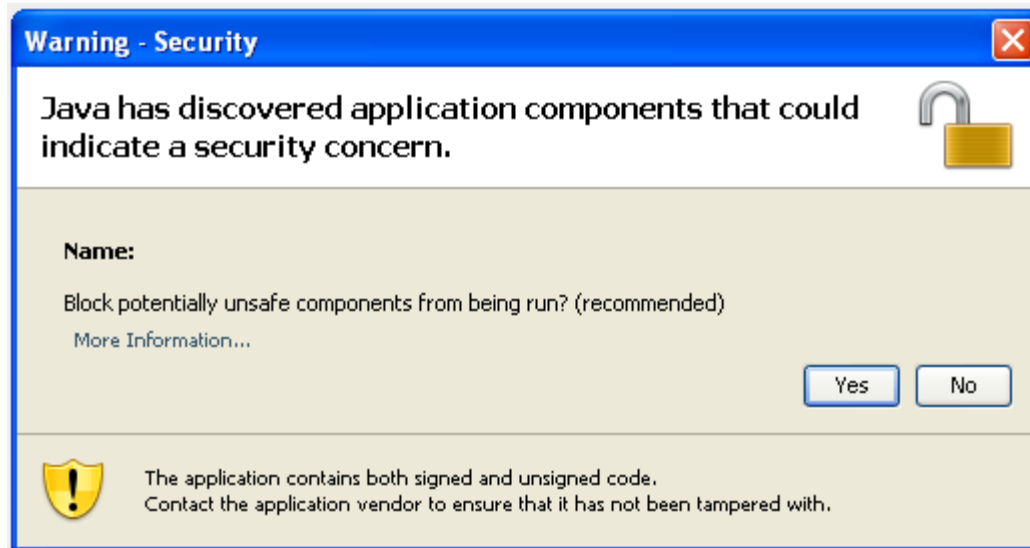 Warning - Security
Java has discovered application components that could
indicate a security concern.
Name:
Block potentially unsafe components from being run? (recommended)
More Information...
Yes No
The application contains both signed and unsigned code.
Contact the application vendor to ensure that it has not been tampered with.